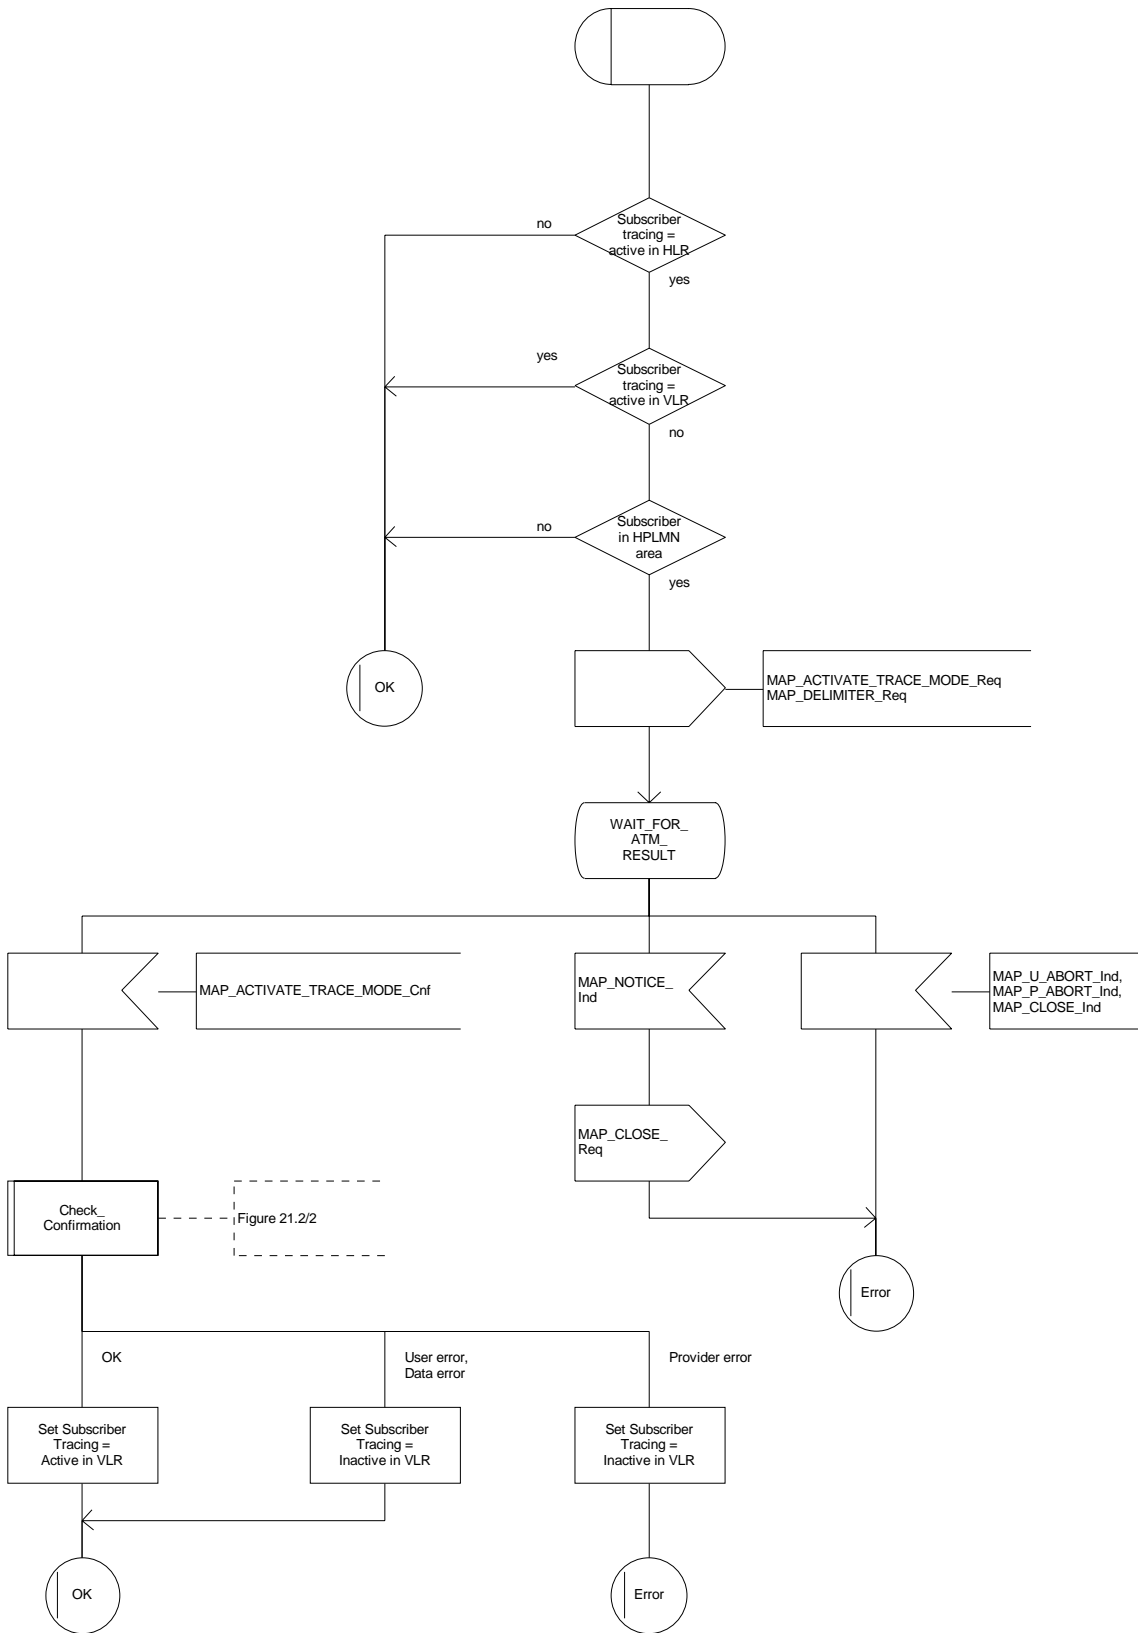 no
Subscriber
tracing =
active in HLR
yes
yes
Subscriber
tracing =
active in VLR
no
no
Subscriber
in HPLMN
area
yes
OK
MAP_ACTIVATE_TRACE_MODE_Req
MAP_DELIMITER_Req
WAIT_FOR_
ATM_
RESULT
MAP_ACTIVATE_TRACE_MODE_Cnf
MAP_NOTICE_
Ind
MAP_U_ABORT_Ind,
MAP_P_ABORT_Ind,
MAP_CLOSE_Ind
MAP_CLOSE_
Req
Check_
Confirmation
Figure 21.2/2
Error
OK
User error,
Data error
Provider error
Set Subscriber
Tracing =
Active in VLR
Set Subscriber
Tracing =
Inactive in VLR
Set Subscriber
Tracing =
Inactive in VLR
OK
Error